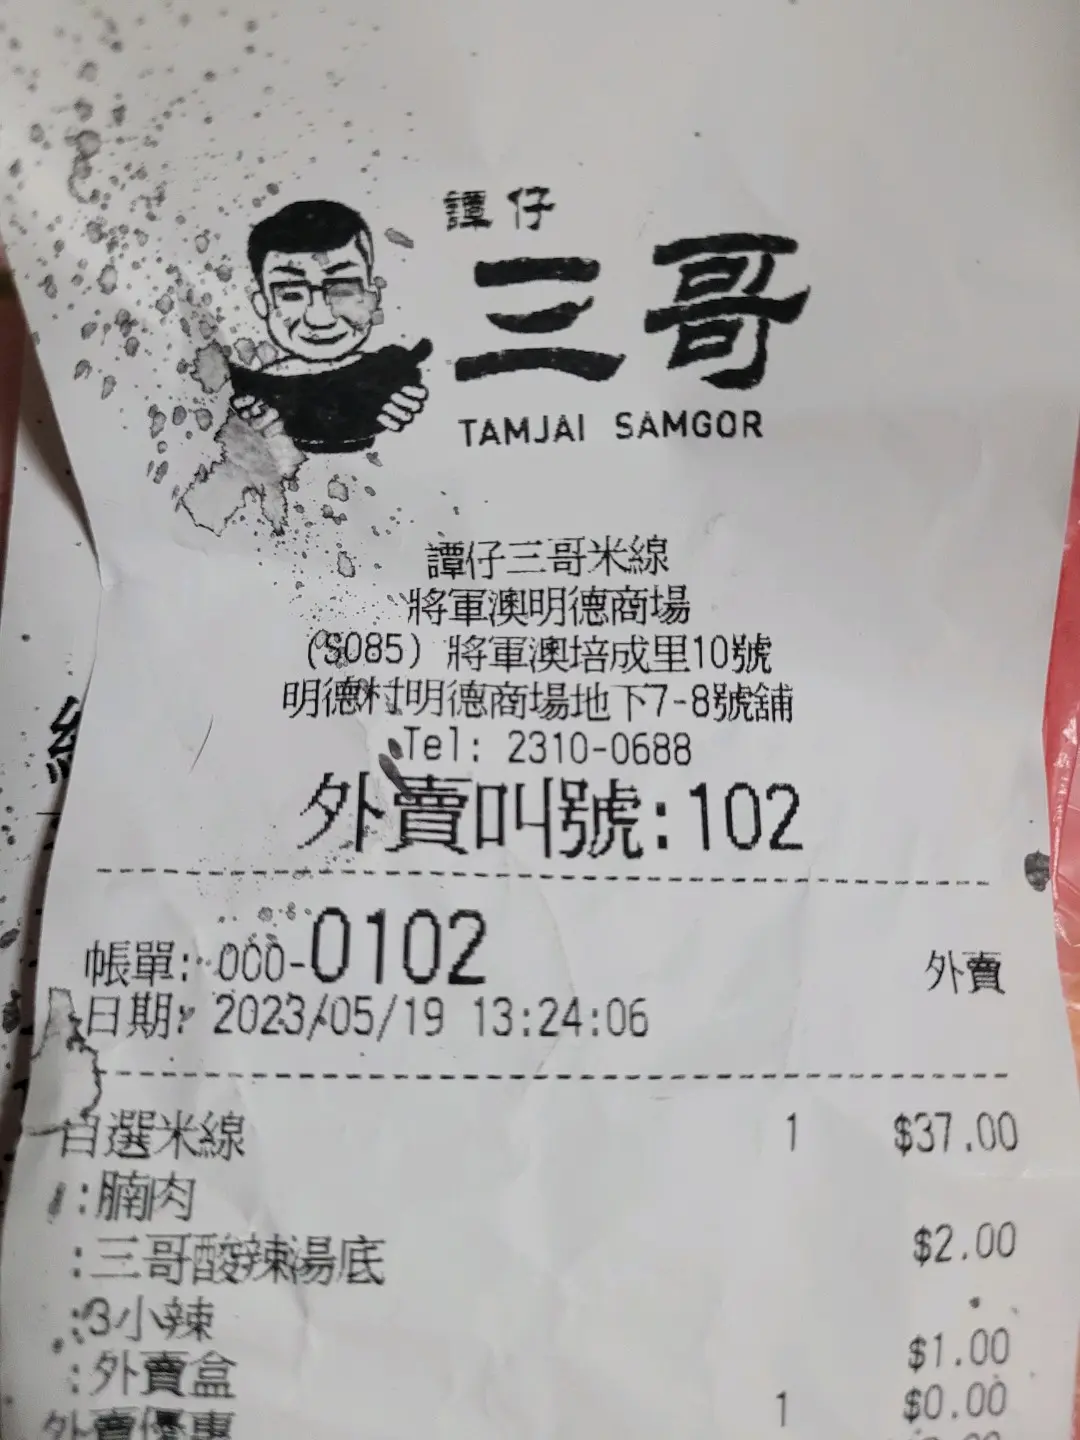 譚仔
三哥
TAMJAI SAMGOR
譚仔三哥米線
將軍澳明德商場
(S085) 將軍澳培成里10號
明德村明德商場地下7-8號舖
Tel: 2310-0688
外賣叫號:102
帳單: 000-0102 外賣
日期: 2023/05/19 13:24:06
自選米線 1 $37.00
:腩肉
:三哥酸辣湯底 $2.00
:3小辣
:外賣盒 $1.00
外賣優惠 1 $0.00